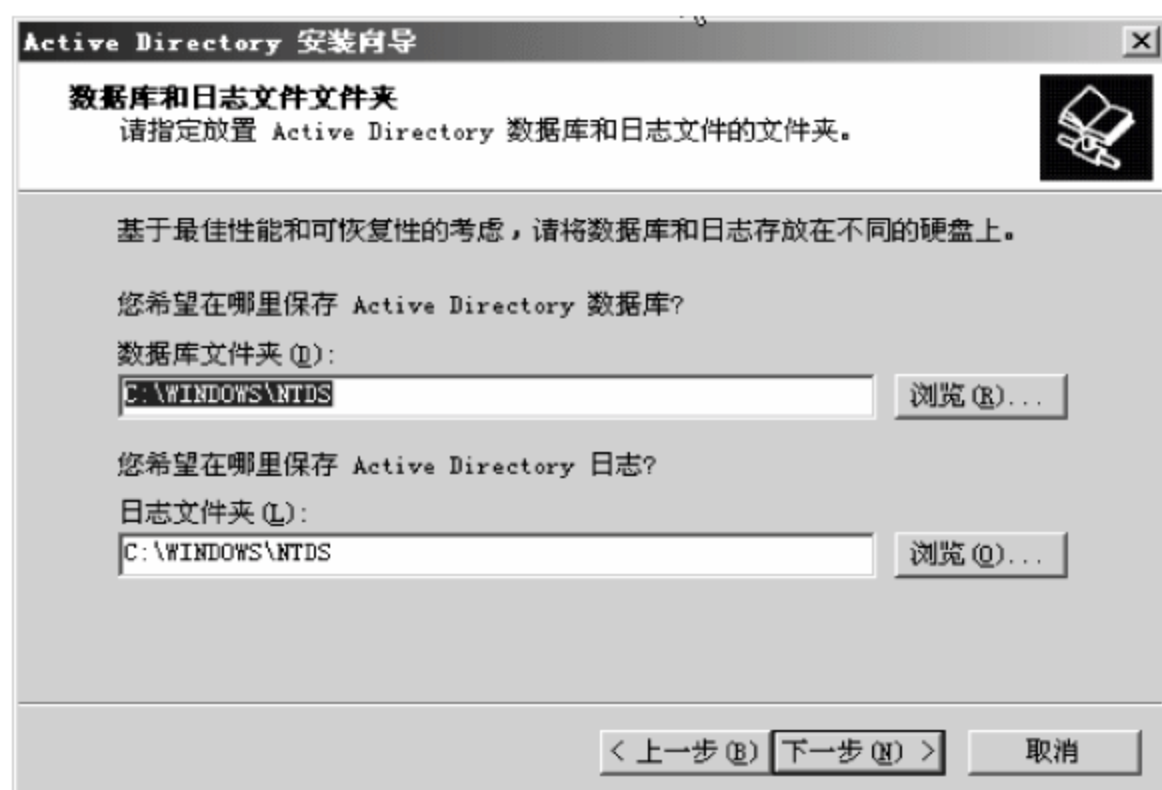 Active Directory 安装向导
数据库和日志文件文件夹
请指定放置 Active Directory 数据库和日志文件的文件夹。
基于最佳性能和可恢复性的考虑，请将数据库和日志存放在不同的硬盘上。
您希望在哪里保存 Active Directory 数据库?
数据库文件夹(D):
C:\WINDOWS\NTDS
浏览(R)...
您希望在哪里保存 Active Directory 日志?
日志文件夹(L):
C:\WINDOWS\NTDS
浏览(O)...
< 上一步(B) 下一步(N) > 取消